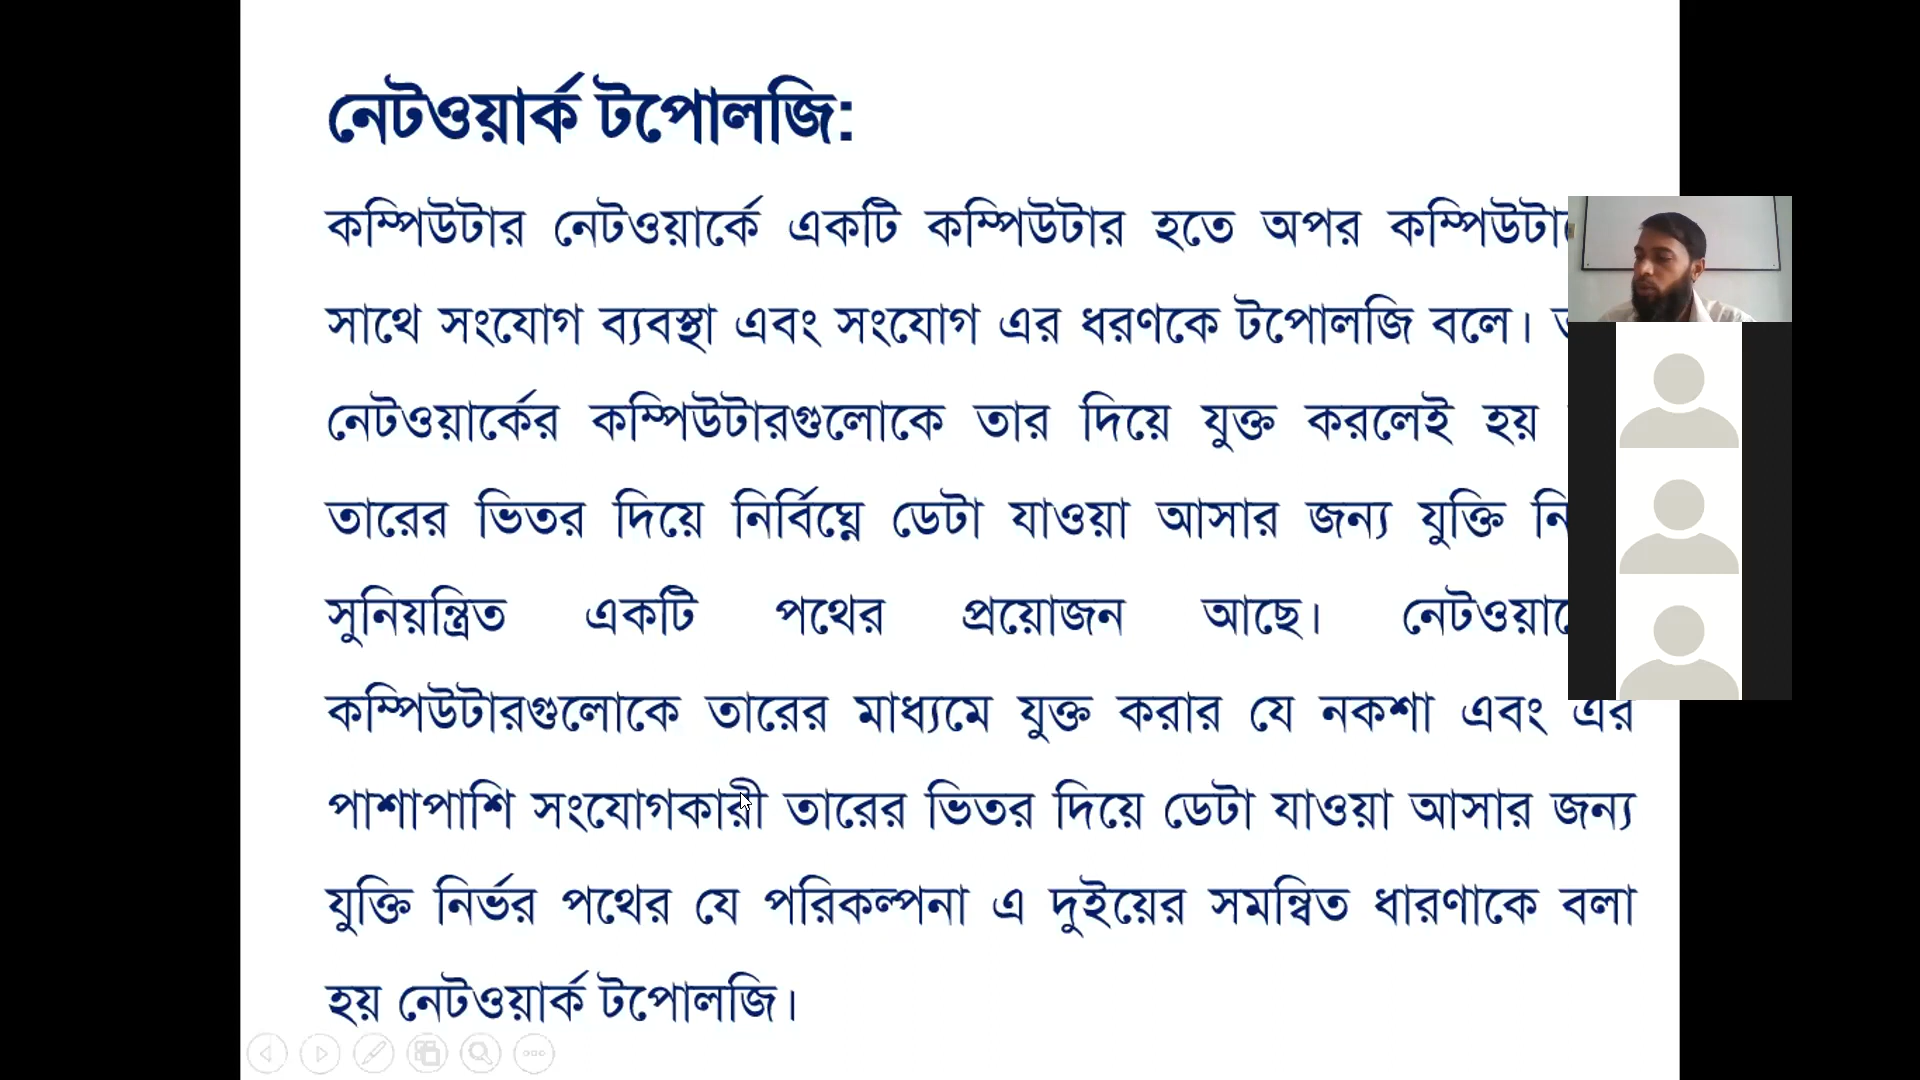 নেটওয়ার্ক টপোলজি:
কম্পিউটার নেটওয়ার্কে একটি কম্পিউটার হতে অপর
সাথে সংযোগ ব্যবস্থা এবং সংযোগ এর ধরণকে টপোলজি বলে।
নেটওয়ার্কের কম্পিউটারগুলোকে তার দিয়ে যুক্ত করলেই হয়
তারের ভিতর দিয়ে নির্বিঘ্নে ডেটা যাওয়া আসার জন্য যুক্তি
সুনিয়ন্ত্রিত একটি পথের প্রয়োজন আছে।
কম্পিউটারগুলোকে তারের মাধ্যমে যুক্ত করার যে নকশা এবং এর
পাশাপাশি সংযোগকারী তারের ভিতর দিয়ে ডেটা যাওয়া আসার জন্য
যুক্তি নির্ভর পথের যে পরিকল্পনা এ দুইয়ের সমন্বিত ধারণাকে বলা
হয় নেটওয়ার্ক টপোলজি।